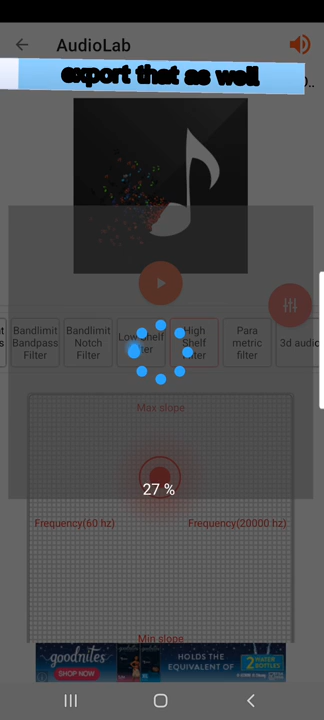 AudioLab
export that as well
Bandlimit
Bandpass
Filter
Bandlimit
Notch
Filter
Low Shelf
High
Shelf
Filter
Para
metric
filter
3d audio
Max slope
27 %
Frequency(60 hz)
Frequency(20000 hz)
Min slope
goodnites
SHOP NOW
HOLDS THE
EQUIVALENT OF
2 WATER
BOTTLES